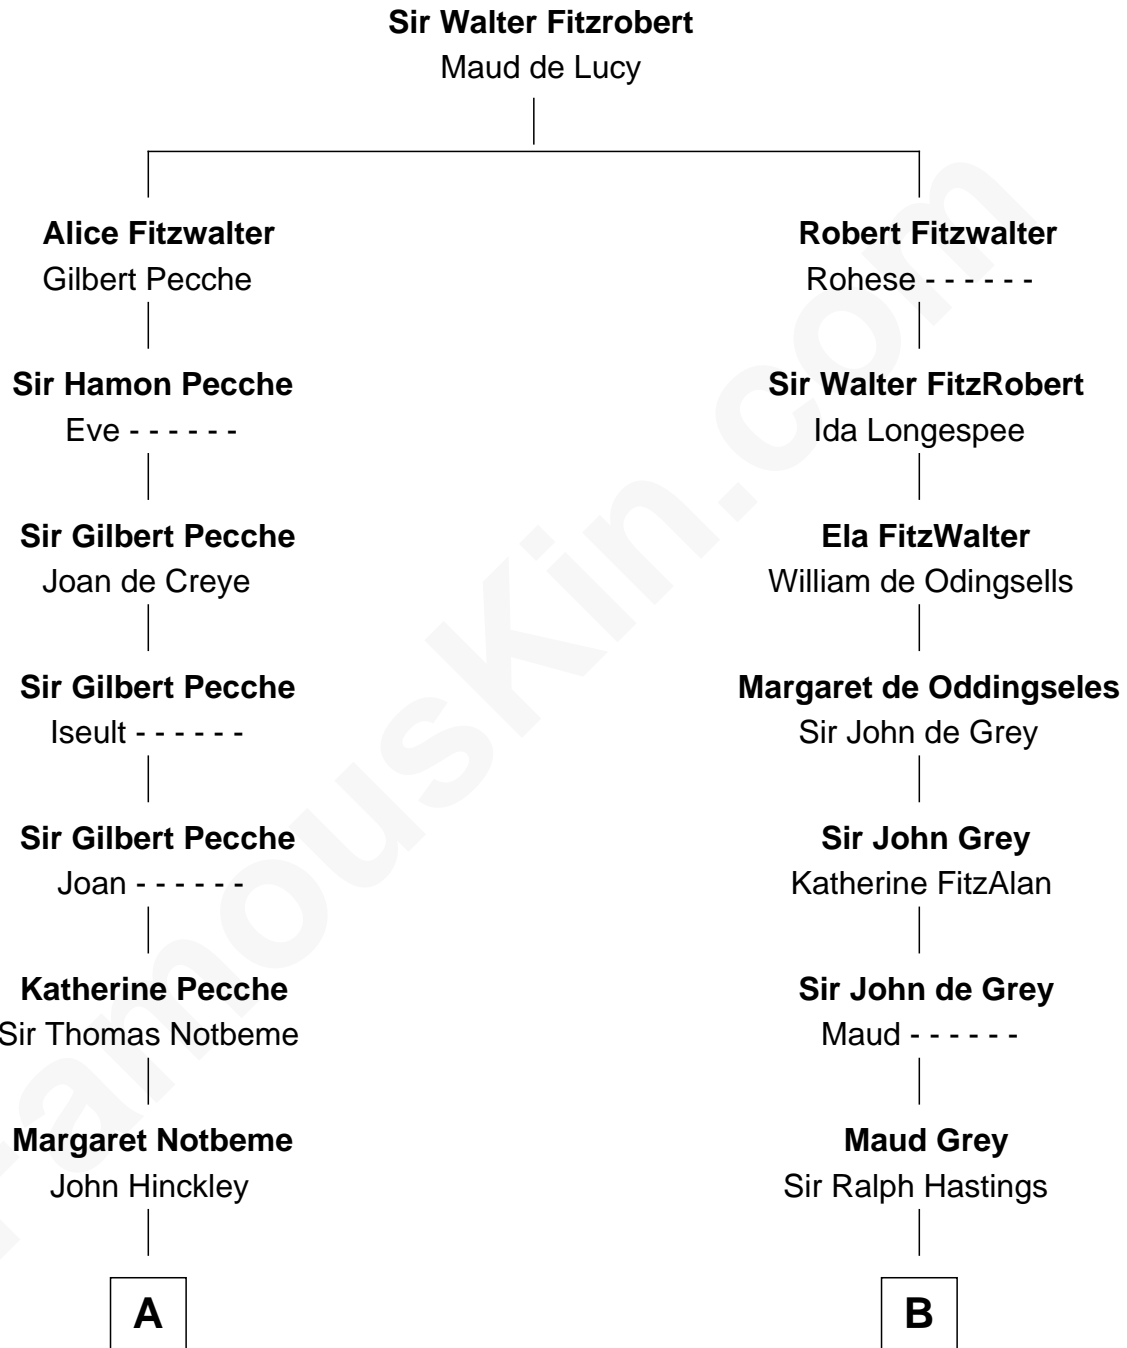 Sir Walter Fitzrobert
Maud de Lucy
Alice Fitzwalter
Gilbert Pecche
Robert Fitzwalter
Rohese - - - - - -
Sir Hamon Pecche
Eve - - - - - -
Sir Walter FitzRobert
Ida Longespee
Sir Gilbert Pecche
Joan de Creye
Ela FitzWalter
William de Odingsells
Sir Gilbert Pecche
Iseult - - - - - -
Margaret de Oddingseles
Sir John de Grey
Sir Gilbert Pecche
Joan - - - - - -
Sir John Grey
Katherine FitzAlan
Katherine Pecche
Sir Thomas Notbeme
Sir John de Grey
Maud - - - - - -
Margaret Notbeme
John Hinckley
Maud Grey
Sir Ralph Hastings
A
B
FamousKin.com